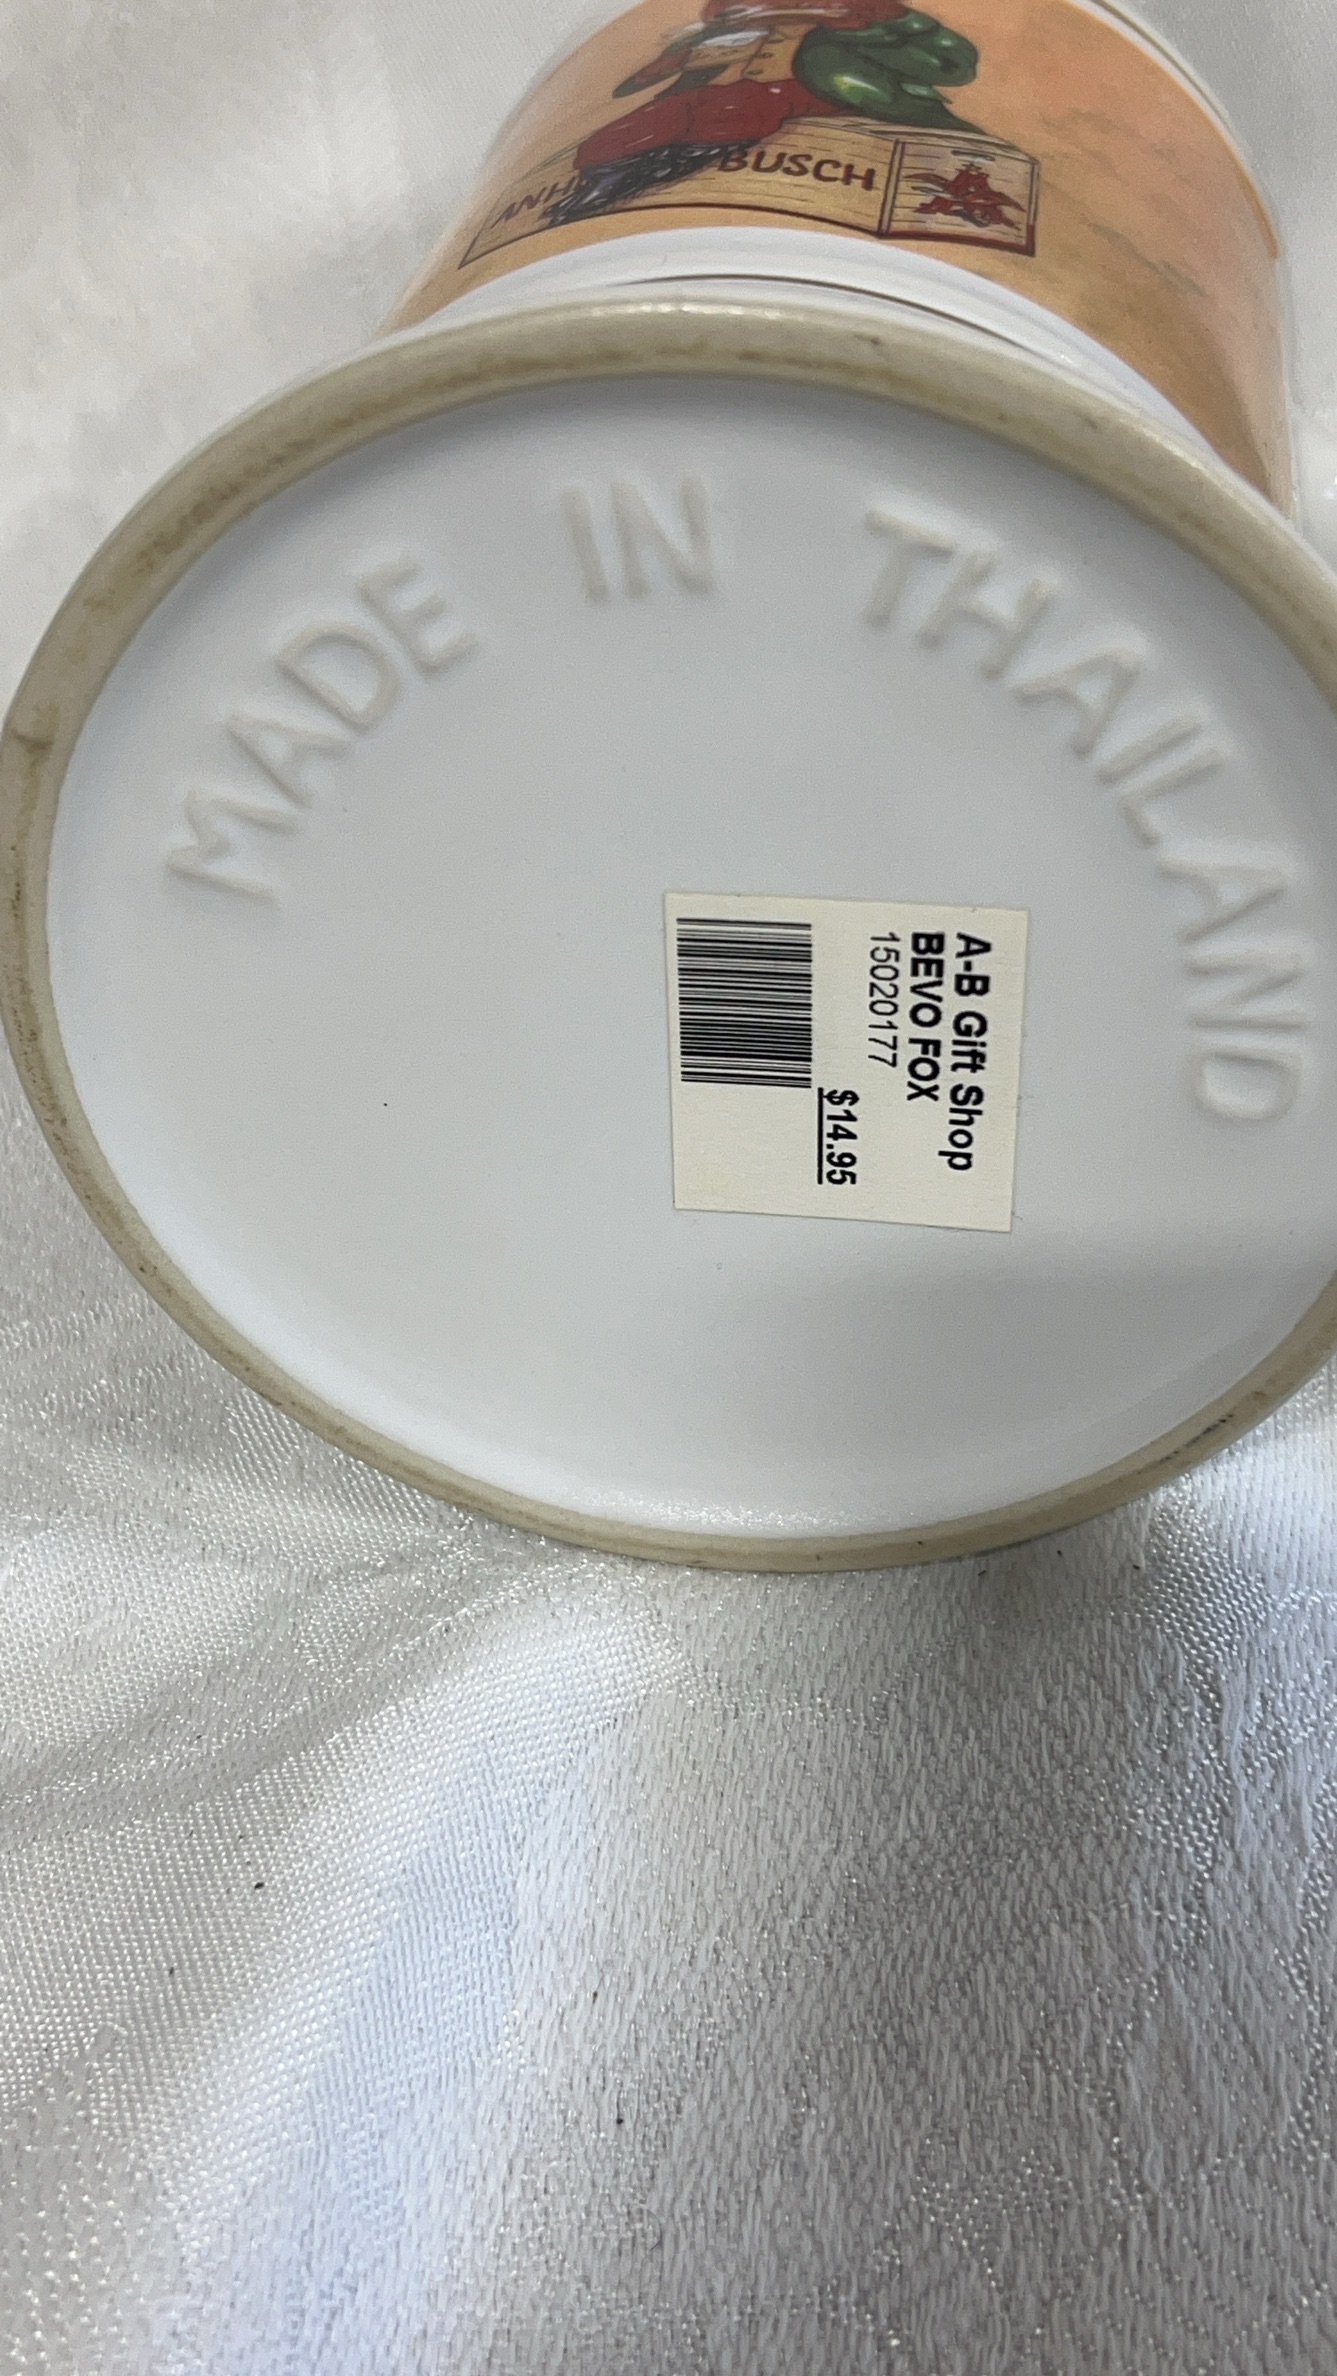 BUSCH
MADE IN THAILAND
A-B Gift Shop
BEVO FOX
15020177
$14.95